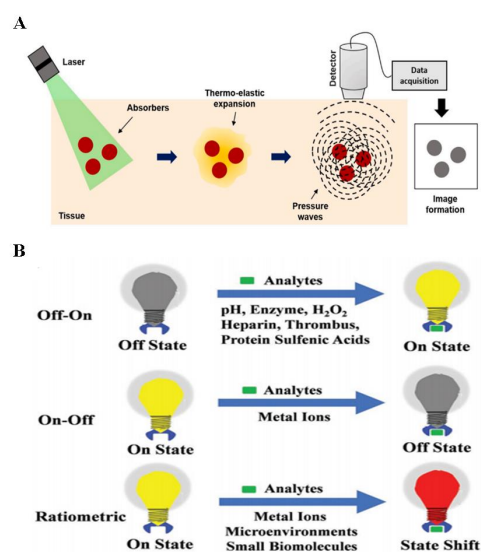 A
Laser
Absorbers
Tissue
Thermo-elastic
expansion
Pressure
waves
Detector
Data
acquisition
Image
formation
B
Off-On
Off State
Analytes
pH, Enzyme, H₂O₂
Heparin, Thrombus,
Protein Sulfenic Acids
On State
On-Off
On State
Analytes
Metal Ions
Off State
Ratiometric
On State
Analytes
Metal Ions
Microenvironments
Small Biomolecules
State Shift